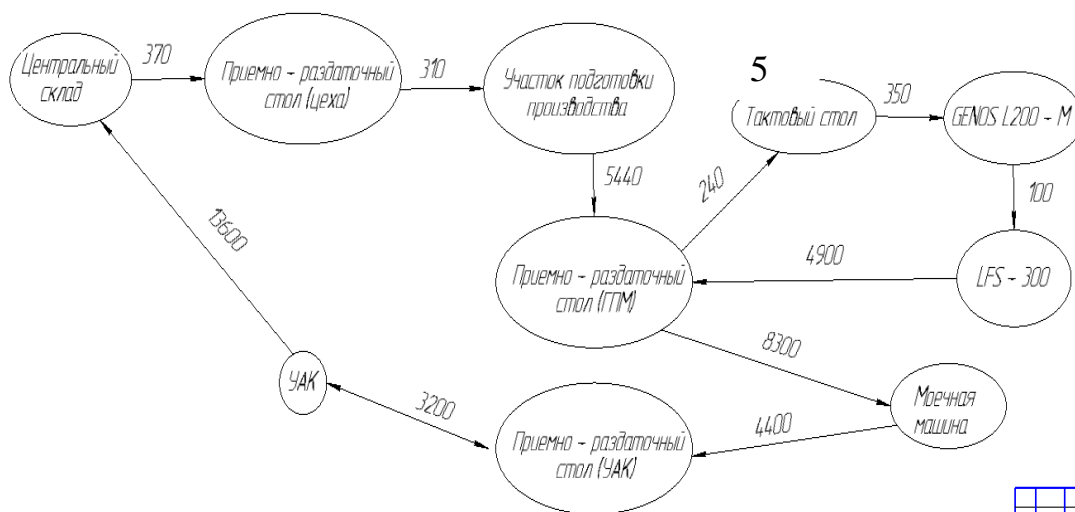 Центральный
склад
370
Приемно - раздаточный
стол (цеха)
310
Участок подготовки
производства
5
Тактовый стол
350
GENOS L200 - M
5440
240
100
13600
Приемно - раздаточный
стол (ГПМ)
4900
LFS - 300
8300
УАК
3200
Приемно - раздаточный
стол (УАК)
4400
Моечная
машина